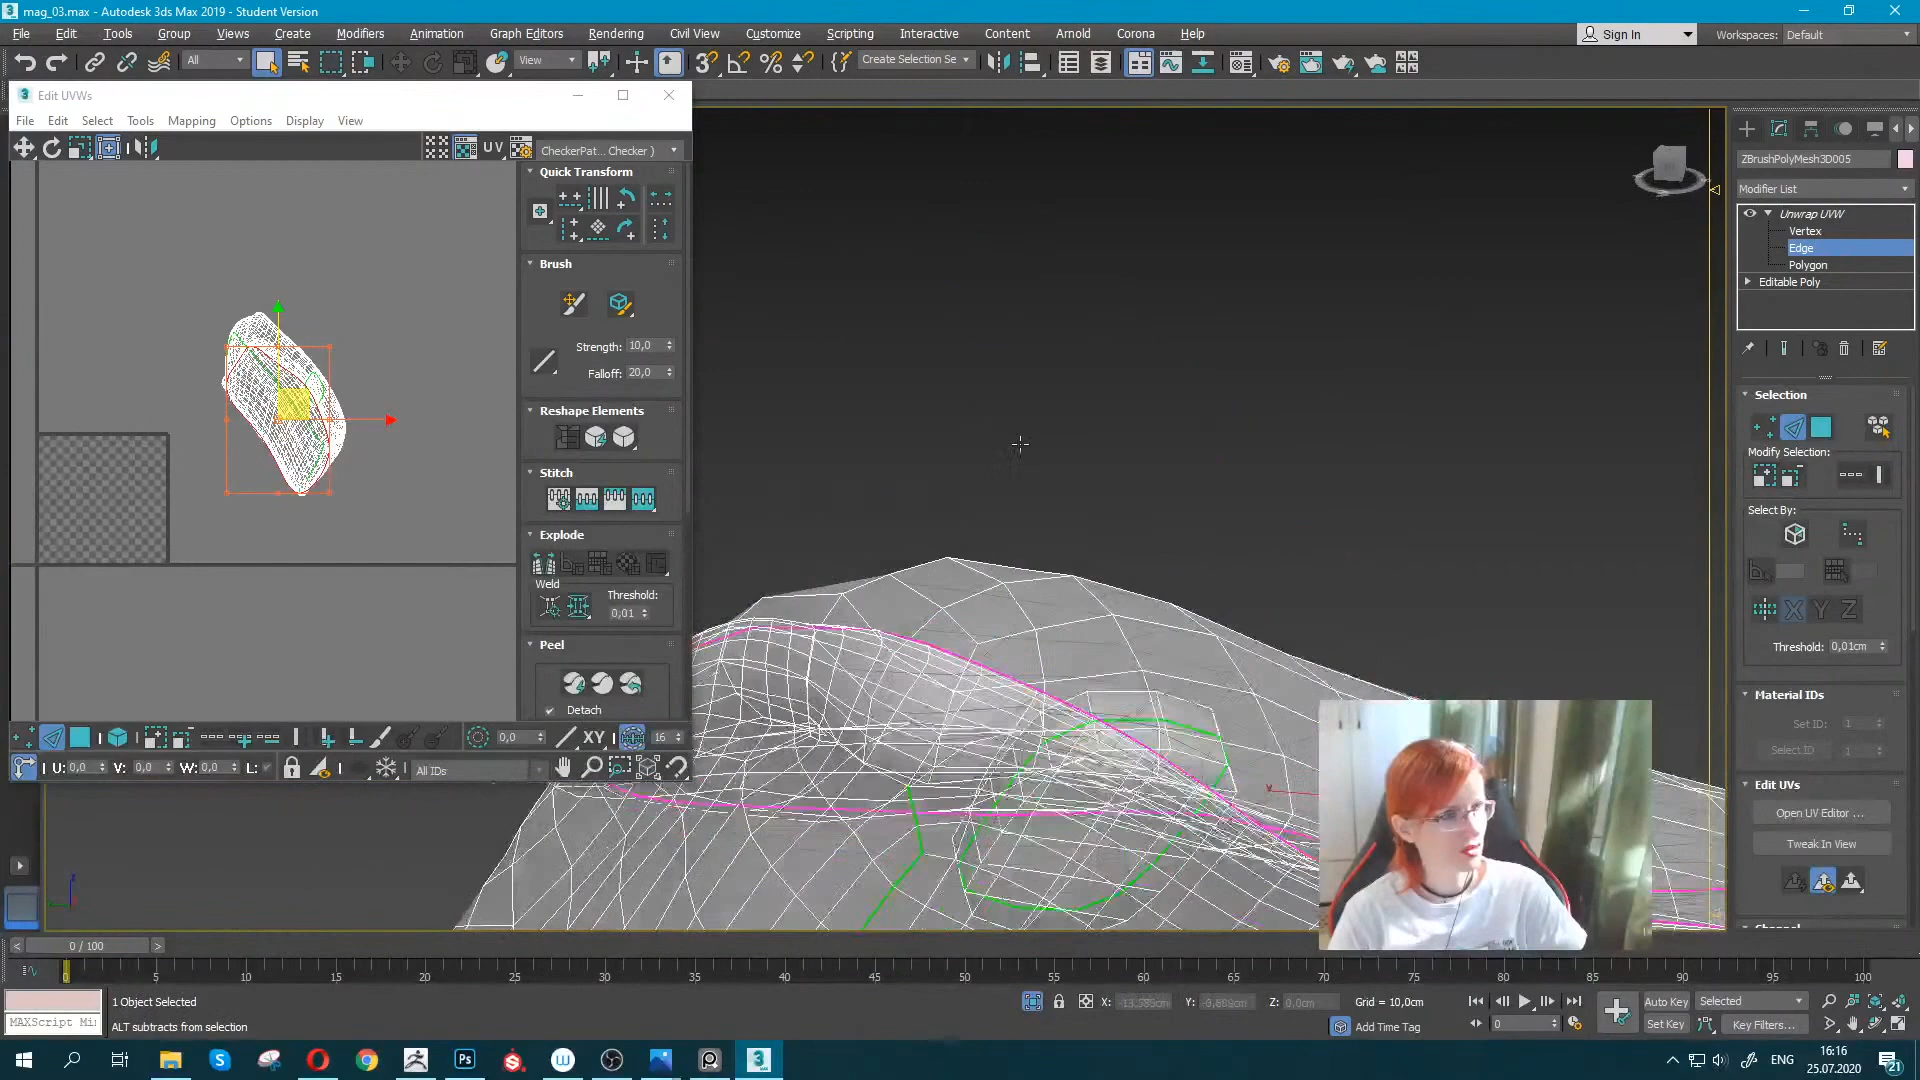 mag_03.max - Autodesk 3ds Max 2019 - Student Version
File Edit Tools Group Views Create Modifiers Animation Graph Editors Rendering Civil View Customize Scripting Interactive Content Arnold Corona Help
Sign In
Workspaces: Default
All
View
Create Selection Se
Edit UVWs
File Edit Select Tools Mapping Options Display View
UV
CheckerPat... Checker )
Quick Transform
Brush
Strength: 10,0
Falloff: 20,0
Reshape Elements
Stitch
Explode
Weld
Threshold:
0,01
Peel
Detach
0,0
XY
16
U: 0,0 V: 0,0 W: 0,0 L:
All IDs
ZBrushPolyMesh3D005
Modifier List
Unwrap UVW
Vertex
Edge
Polygon
Editable Poly
Selection
Modify Selection:
Select By:
X Y Z
Threshold: 0,01cm
Material IDs
Set ID: 1
Select ID 1
Edit UVs
Open UV Editor ...
Tweak In View
0 / 100
0 5 10 15 20 25 30 35 40 45 50 55 60 65 70 75 80 85 90 95 100
1 Object Selected
MAXScript Mi
ALT subtracts from selection
X: Y: Z: 0,0cm
Grid = 10,0cm
Add Time Tag
0
Auto Key
Selected
Set Key
Key Filters...
ENG
16:16
25.07.2020
21